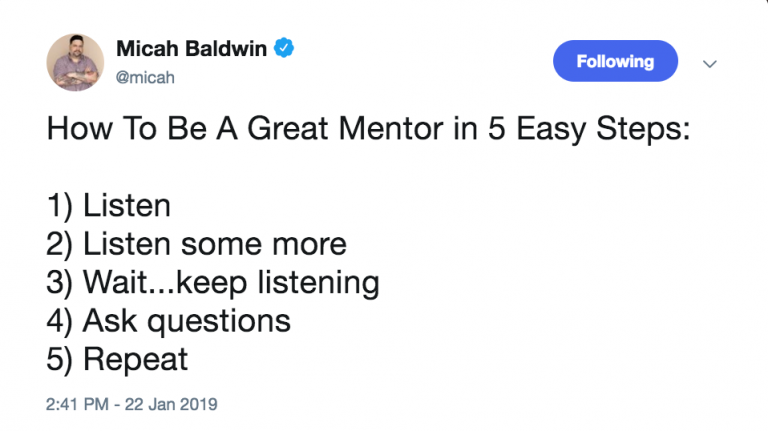 Micah Baldwin
@micah
Following
How To Be A Great Mentor in 5 Easy Steps:
1) Listen
2) Listen some more
3) Wait...keep listening
4) Ask questions
5) Repeat
2:41 PM - 22 Jan 2019